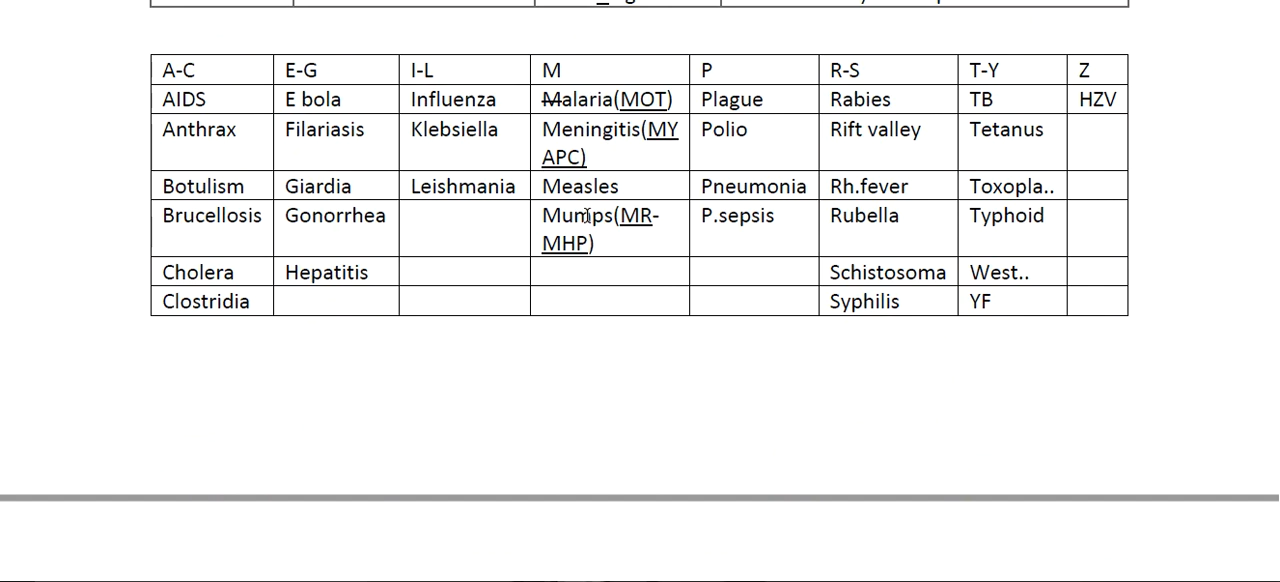 A-C E-G I-L M P R-S T-Y Z
AIDS E bola Influenza Malaria(MOT) Plague Rabies TB HZV
Anthrax Filariasis Klebsiella Meningitis(MY Polio Rift valley Tetanus
APC)
Botulism Giardia Leishmania Measles Pneumonia Rh.fever Toxopla..
Brucellosis Gonorrhea Mumps(MR- P.sepsis Rubella Typhoid
MHP)
Cholera Hepatitis Schistosoma West..
Clostridia Syphilis YF